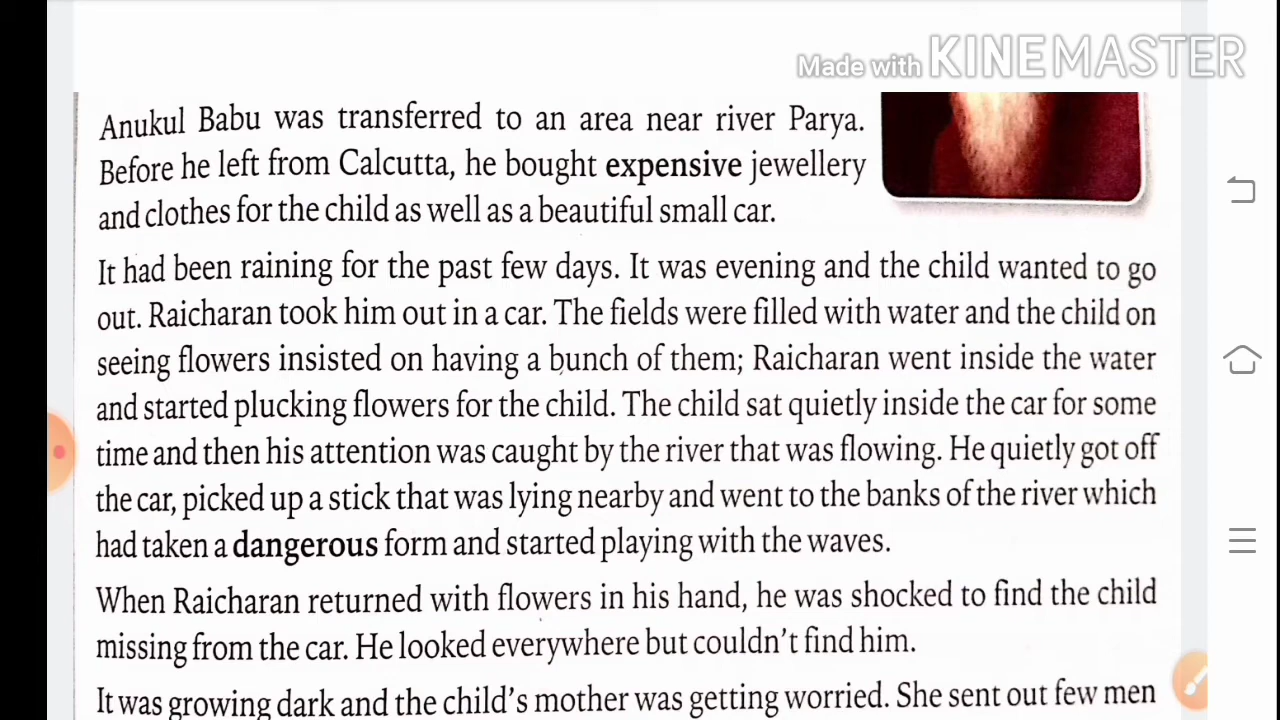 Made with KINEMASTER
Anukul Babu was transferred to an area near river Parya.
Before he left from Calcutta, he bought expensive jewellery
and clothes for the child as well as a beautiful small car.
It had been raining for the past few days. It was evening and the child wanted to go
out. Raicharan took him out in a car. The fields were filled with water and the child on
seeing flowers insisted on having a bunch of them; Raicharan went inside the water
and started plucking flowers for the child. The child sat quietly inside the car for some
time and then his attention was caught by the river that was flowing. He quietly got off
the car, picked up a stick that was lying nearby and went to the banks of the river which
had taken a dangerous form and started playing with the waves.
When Raicharan returned with flowers in his hand, he was shocked to find the child
missing from the car. He looked everywhere but couldn't find him.
It was growing dark and the child's mother was getting worried. She sent out few men